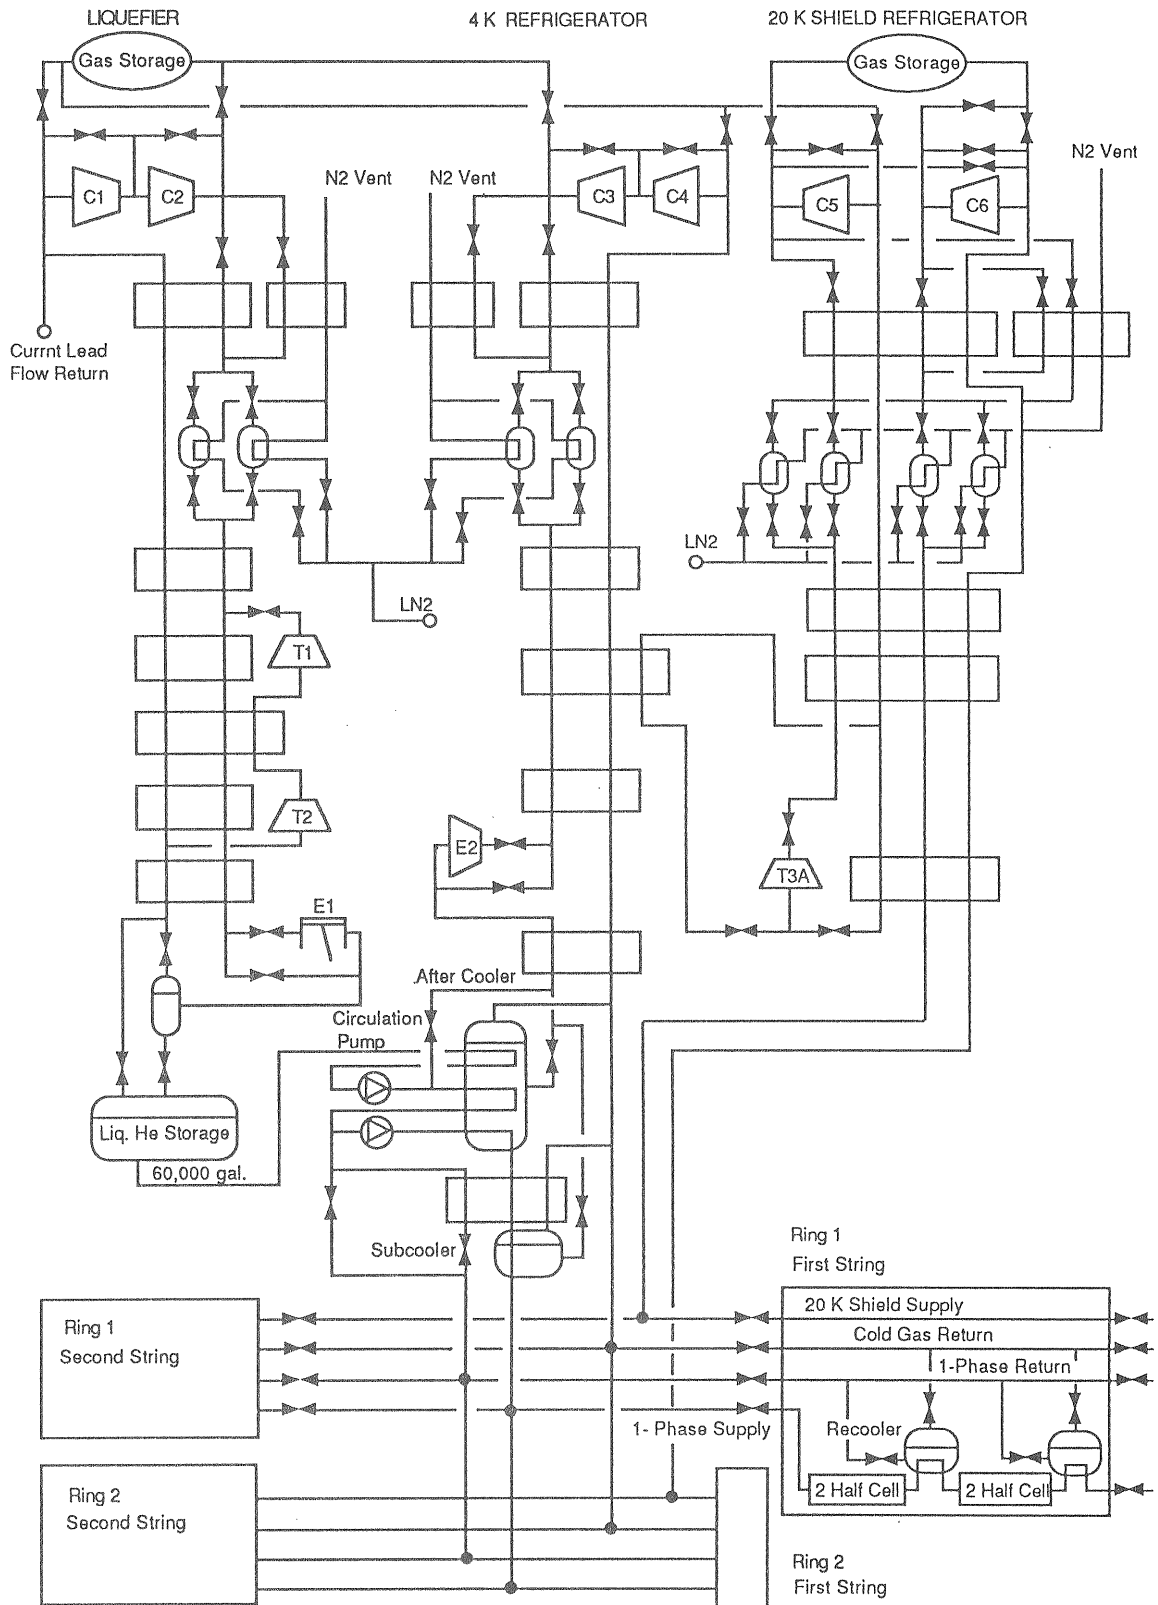 LIQUEFIER
4 K REFRIGERATOR
20 K SHIELD REFRIGERATOR
Gas Storage
Gas Storage
C1
C2
N2 Vent
N2 Vent
C3
C4
C5
C6
N2 Vent
Currnt Lead
Flow Return
LN2
LN2
T1
T2
E2
T3A
E1
.After Cooler
Circulation
Pump
Liq. He Storage
60,000 gal.
Subcooler
Ring 1
First String
20 K Shield Supply
Cold Gas Return
1-Phase Return
Ring 1
Second String
1- Phase Supply
Recooler
2 Half Cell
2 Half Cell
Ring 2
Second String
Ring 2
First String